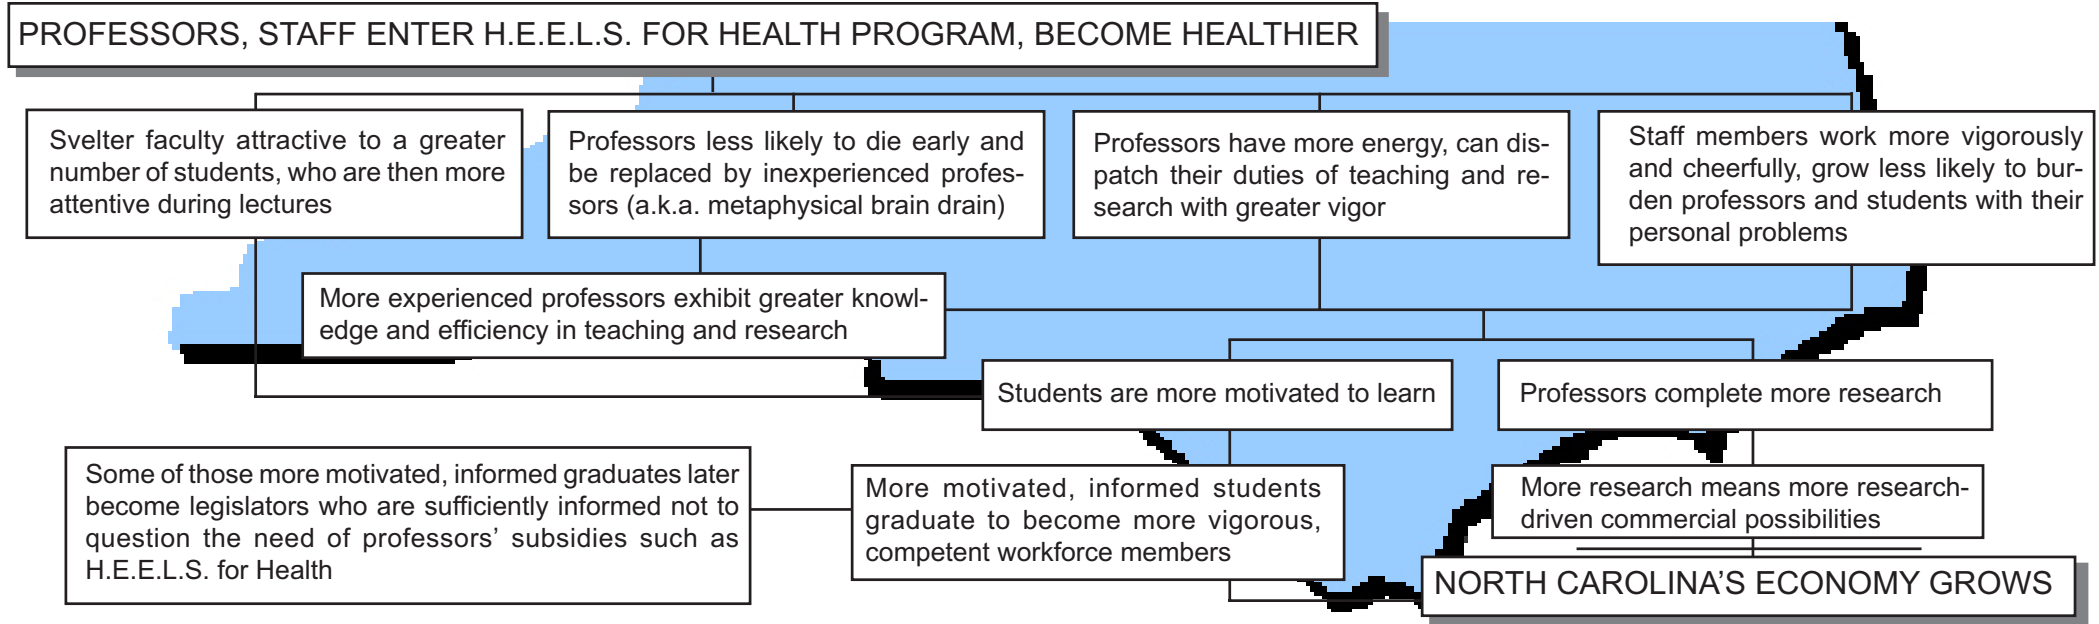 PROFESSORS, STAFF ENTER H.E.E.L.S. FOR HEALTH PROGRAM, BECOME HEALTHIER
Svelter faculty attractive to a greater
number of students, who are then more
attentive during lectures
Professors less likely to die early and
be replaced by inexperienced profes-
sors (a.k.a. metaphysical brain drain)
Professors have more energy, can dis-
patch their duties of teaching and re-
search with greater vigor
Staff members work more vigorously
and cheerfully, grow less likely to bur-
den professors and students with their
personal problems
More experienced professors exhibit greater knowl-
edge and efficiency in teaching and research
Students are more motivated to learn
Professors complete more research
Some of those more motivated, informed graduates later
become legislators who are sufficiently informed not to
question the need of professors’ subsidies such as
H.E.E.L.S. for Health
More motivated, informed students
graduate to become more vigorous,
competent workforce members
More research means more research-
driven commercial possibilities
NORTH CAROLINA’S ECONOMY GROWS